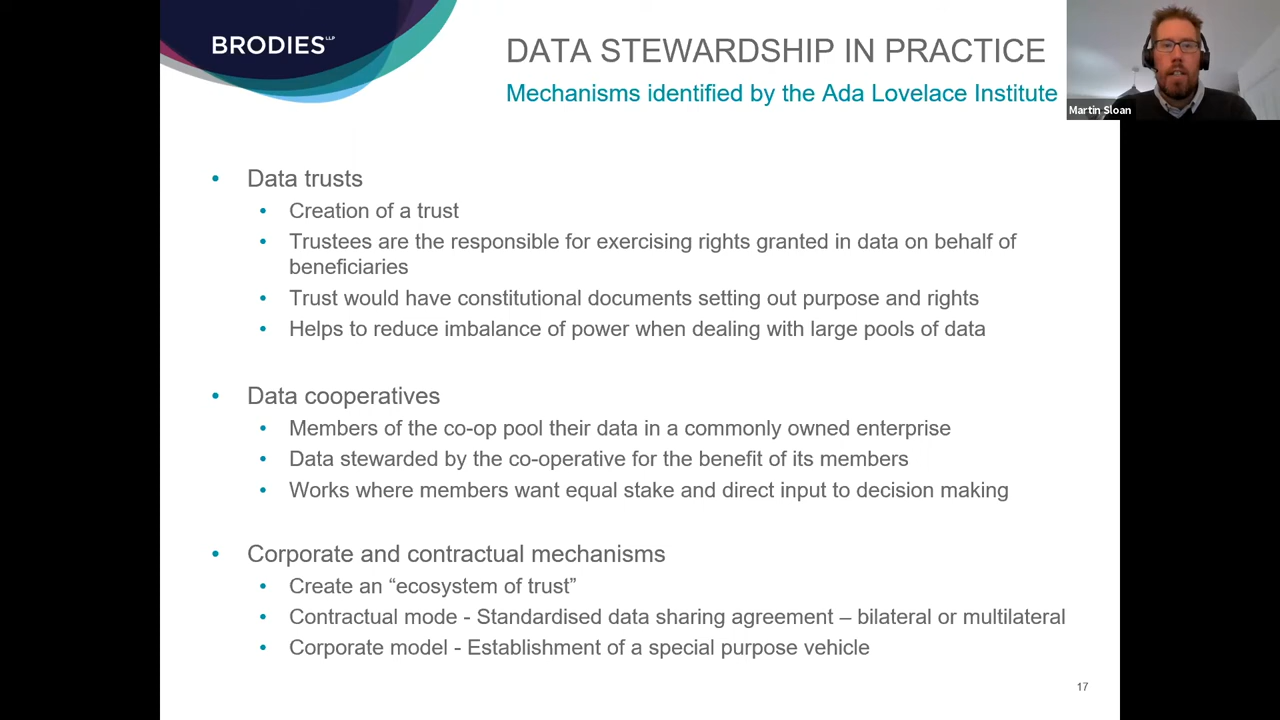 BRODIES LLP
DATA STEWARDSHIP IN PRACTICE
Mechanisms identified by the Ada Lovelace Institute
Martin Sloan
• Data trusts
• Creation of a trust
• Trustees are the responsible for exercising rights granted in data on behalf of
beneficiaries
• Trust would have constitutional documents setting out purpose and rights
• Helps to reduce imbalance of power when dealing with large pools of data
• Data cooperatives
• Members of the co-op pool their data in a commonly owned enterprise
• Data stewarded by the co-operative for the benefit of its members
• Works where members want equal stake and direct input to decision making
• Corporate and contractual mechanisms
• Create an “ecosystem of trust”
• Contractual mode - Standardised data sharing agreement – bilateral or multilateral
• Corporate model - Establishment of a special purpose vehicle
17